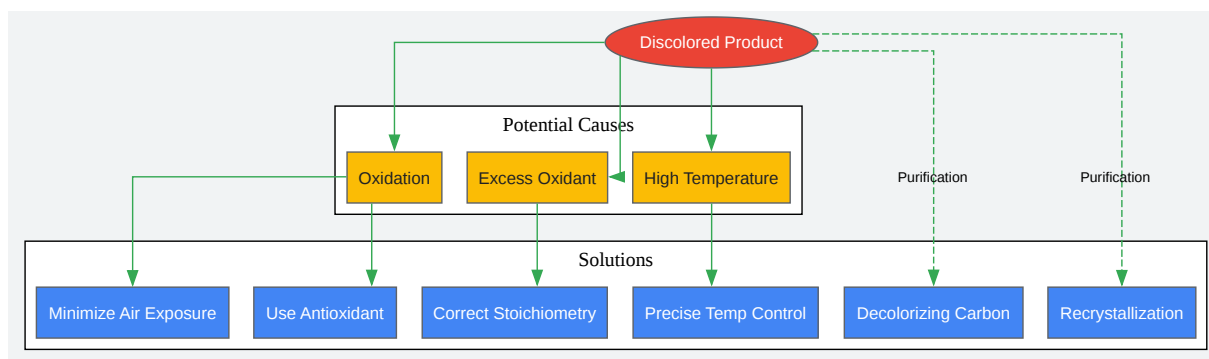 Discolored Product
Potential Causes
Oxidation
Excess Oxidant
High Temperature
Purification
Purification
Solutions
Minimize Air Exposure
Use Antioxidant
Correct Stoichiometry
Precise Temp Control
Decolorizing Carbon
Recrystallization